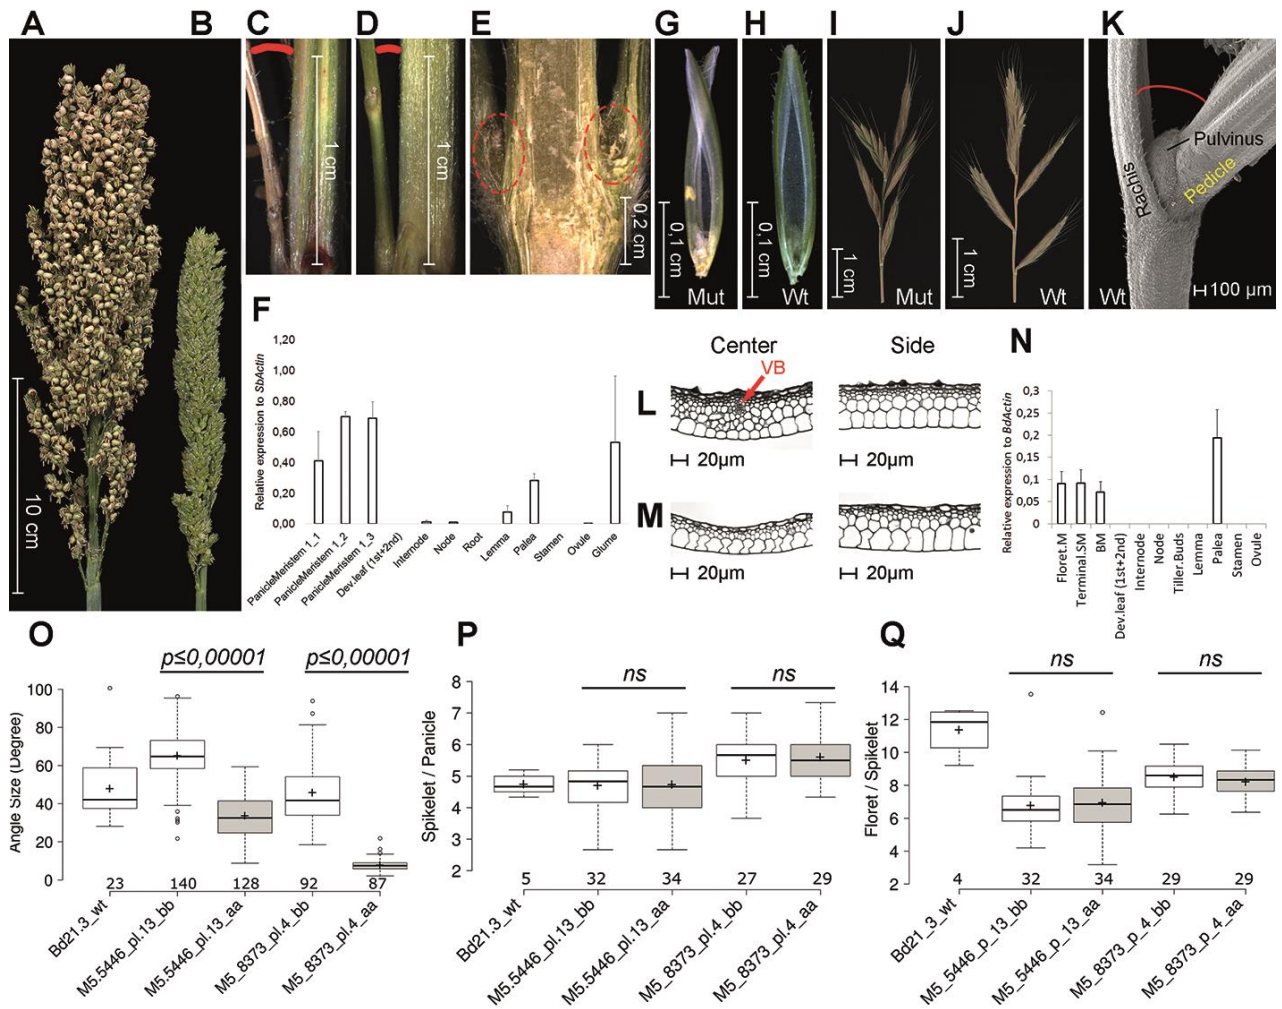 A
B
C
D
E
G
H
I
J
K
1 cm
1 cm
0,2 cm
0,1 cm
Mut
0,1 cm
Wt
1 cm
Mut
1 cm
Wt
Pulvinus
Rachis
Pedicle
Wt
100 µm
10 cm
F
Relative expression to SbActin
1,20
1,00
0,80
0,60
0,40
0,20
0,00
PanicleMeristem 1_1
PanicleMeristem 1_2
PanicleMeristem 1_3
Dev.leaf (1st+2nd)
Internode
Node
Root
Lemma
Palea
Stamen
Ovule
Glume
Center
Side
VB
L
20µm
20µm
M
20µm
20µm
N
Relative expression to BdActin
0,3
0,25
0,2
0,15
0,1
0,05
0
Floret.M
Terminal.SM
BM
Dev.leaf (1st+2nd)
Internode
Node
Tiller.Buds
Lemma
Palea
Stamen
Ovule
O
p≤0,00001
p≤0,00001
Angle Size (Degree)
100
80
60
40
20
0
23
140
128
92
87
Bd21.3_wt
M5.5446_pl.13_bb
M5.5446_pl.13_aa
M5_8373_pl.4_bb
M5_8373_pl.4_aa
P
ns
ns
Spikelet / Panicle
8
7
6
5
4
3
2
5
32
34
27
29
Bd21.3_wt
M5.5446_pl.13_bb
M5.5446_pl.13_aa
M5_8373_pl.4_bb
M5_8373_pl.4_aa
Q
ns
ns
Floret / Spikelet
14
12
10
8
6
4
2
4
32
34
29
29
Bd21_3_wt
M5_5446_p_13_bb
M5_5446_p_13_aa
M5_8373_p_4_bb
M5_8373_p_4_aa